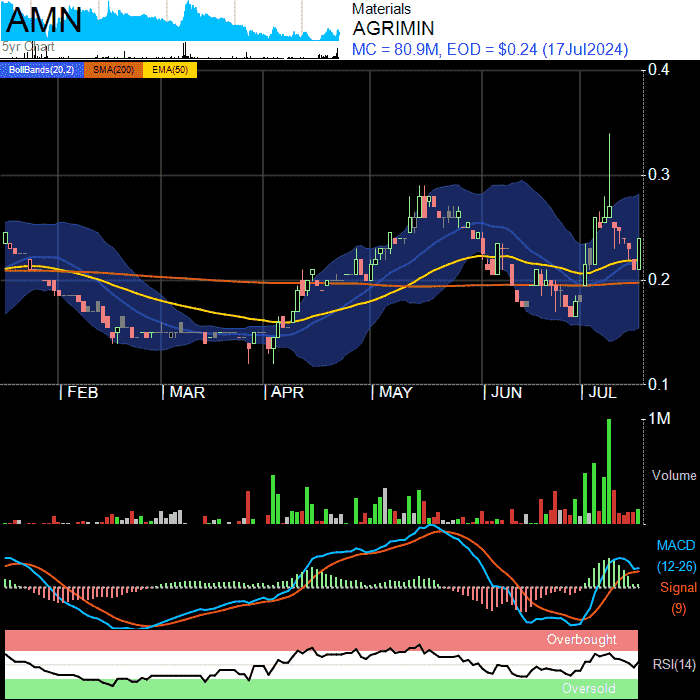 AMN
5yr Chart
Materials
AGRIMIN
MC = 80.9M, EOD = $0.24 (17Jul2024)
BollBands(20,2) SMA(200) EMA(50)
0.4
0.3
0.2
0.1
FEB MAR APR MAY JUN JUL
1M
Volume
MACD
(12-26)
Signal
(9)
Overbought
RSI(14)
Oversold